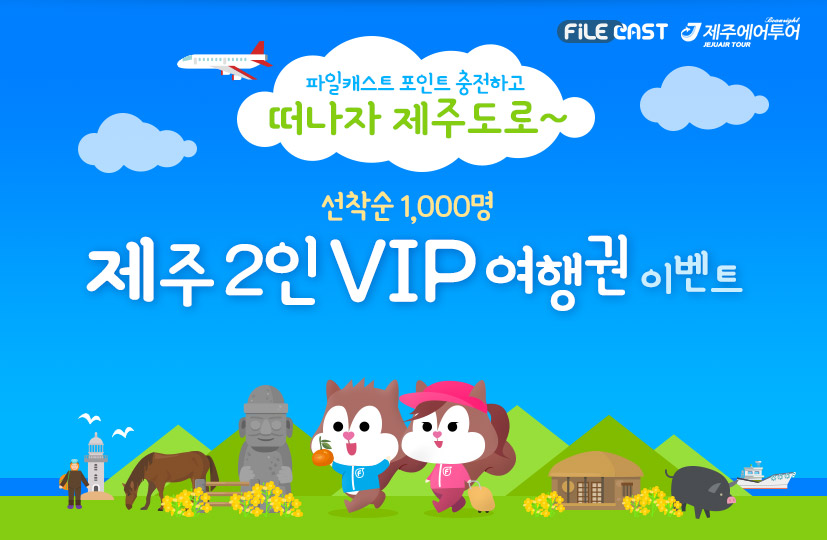 FiLE CAST
Bearight
제주에어투어
JEJUAIR TOUR
파일캐스트 포인트 충전하고
떠나자 제주도로~
선착순 1,000명
제주 2인 VIP 여행권 이벤트